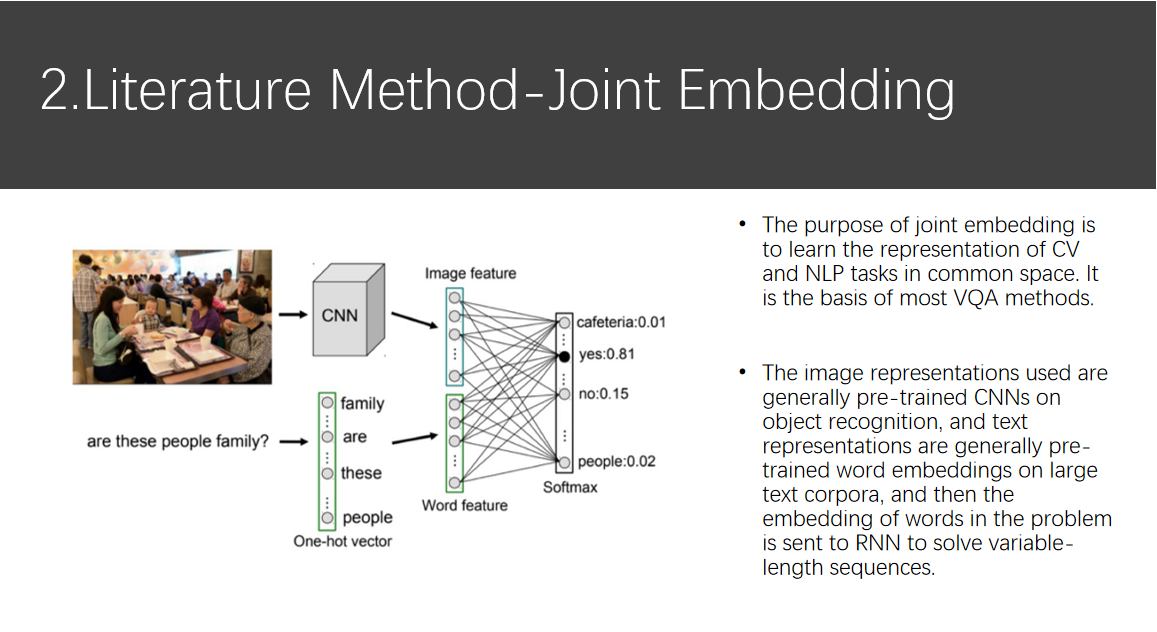 2.Literature Method-Joint Embedding
Image feature
CNN
cafeteria:0.01
yes:0.81
no:0.15
people:0.02
Softmax
are these people family?
family
are
these
people
One-hot vector
Word feature
• The purpose of joint embedding is
to learn the representation of CV
and NLP tasks in common space. It
is the basis of most VQA methods.
• The image representations used are
generally pre-trained CNNs on
object recognition, and text
representations are generally pre-
trained word embeddings on large
text corpora, and then the
embedding of words in the problem
is sent to RNN to solve variable-
length sequences.